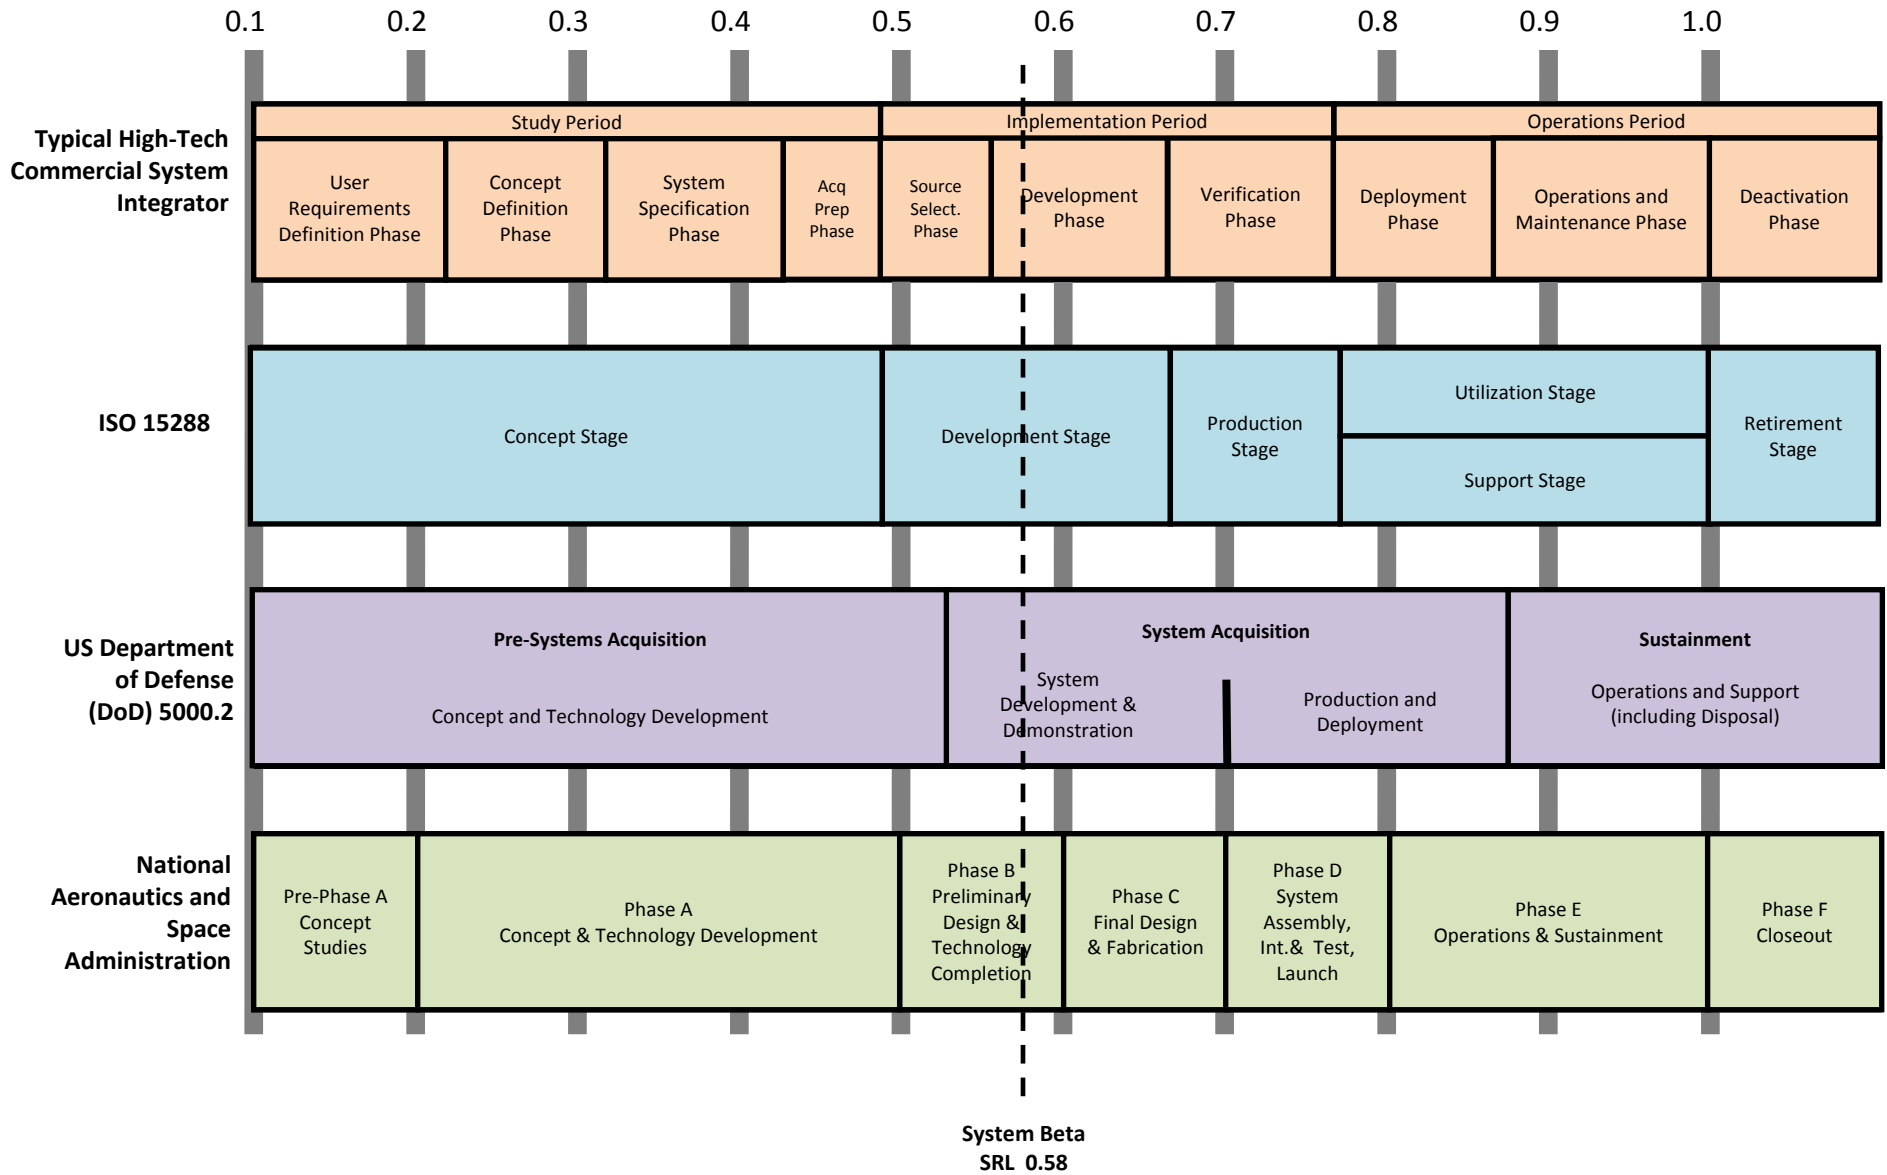 0.1 0.2 0.3 0.4 0.5 0.6 0.7 0.8 0.9 1.0
Typical High-Tech
Commercial System
Integrator
Study Period
Implementation Period
Operations Period
User
Requirements
Definition Phase
Concept
Definition
Phase
System
Specification
Phase
Acq
Prep
Phase
Source
Select.
Phase
Development
Phase
Verification
Phase
Deployment
Phase
Operations and
Maintenance Phase
Deactivation
Phase
ISO 15288
Concept Stage
Development Stage
Production
Stage
Utilization Stage
Support Stage
Retirement
Stage
US Department
of Defense
(DoD) 5000.2
Pre-Systems Acquisition
Concept and Technology Development
System Acquisition
System
Development &
Demonstration
Production and
Deployment
Sustainment
Operations and Support
(including Disposal)
National
Aeronautics and
Space
Administration
Pre-Phase A
Concept
Studies
Phase A
Concept & Technology Development
Phase B
Preliminary
Design &
Technology
Completion
Phase C
Final Design
& Fabrication
Phase D
System
Assembly,
Int.& Test,
Launch
Phase E
Operations & Sustainment
Phase F
Closeout
System Beta
SRL 0.58